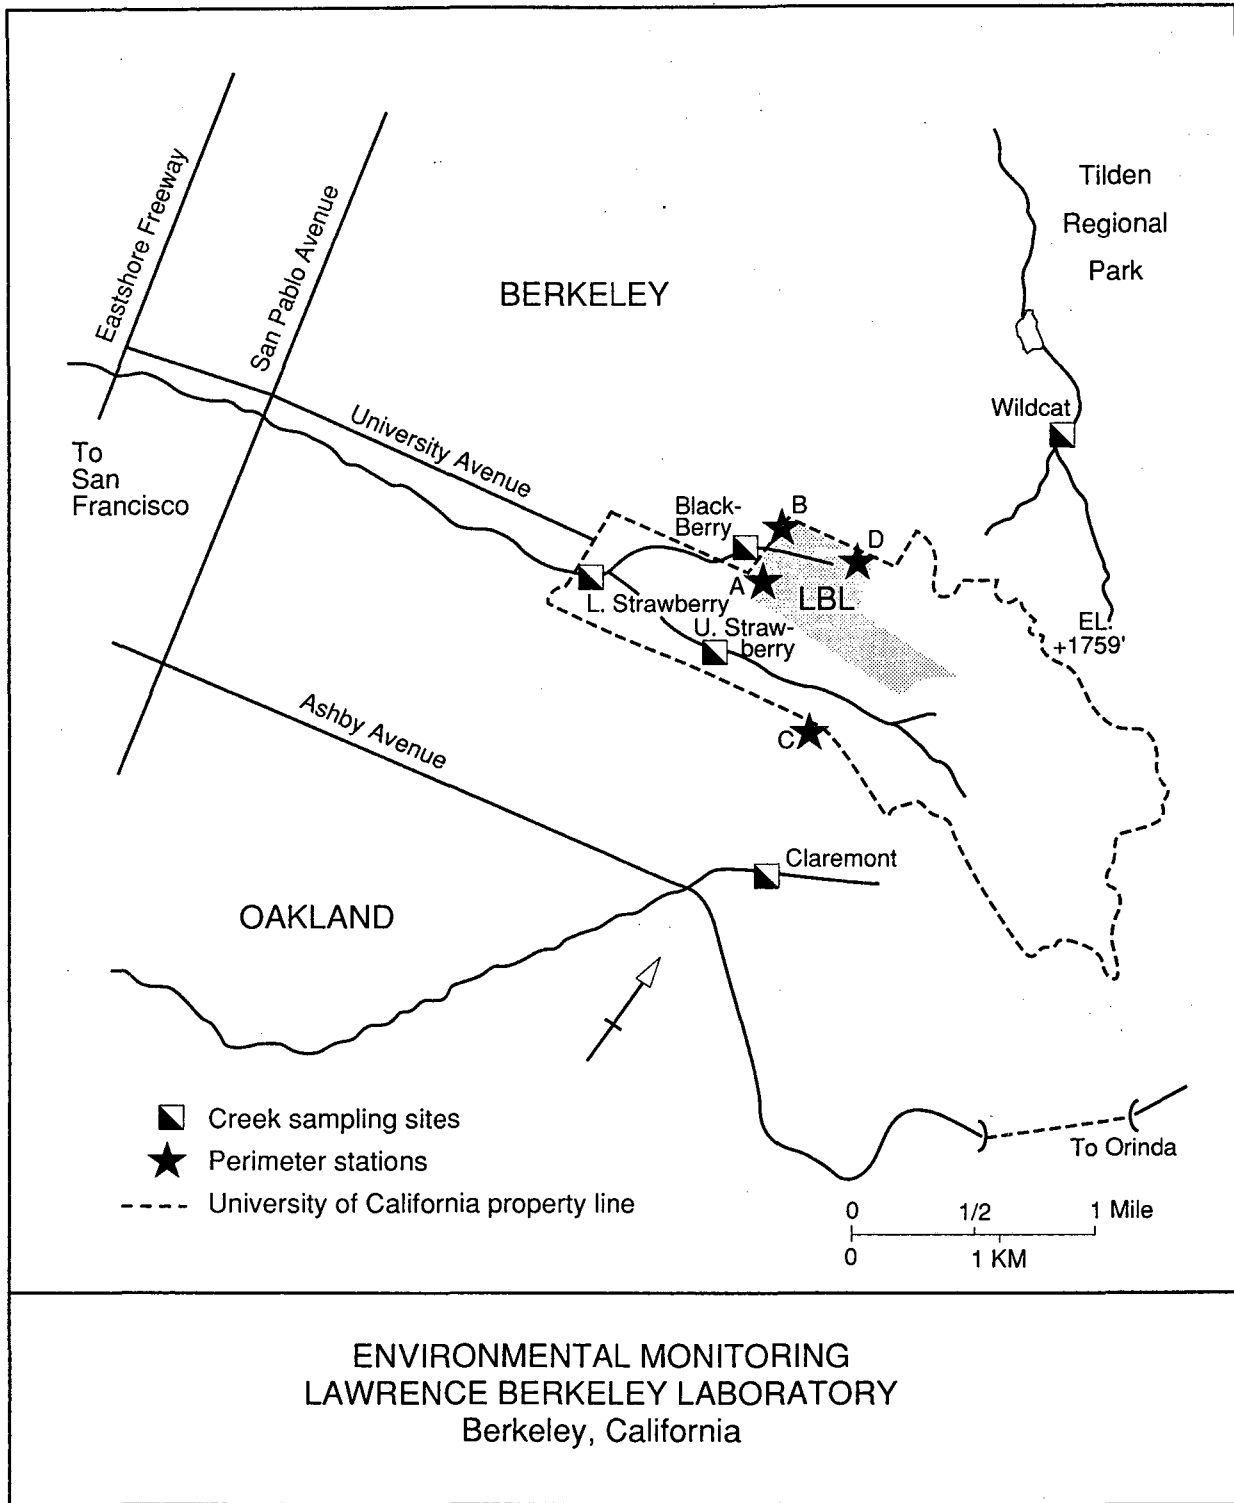 Tilden
Regional
Park
Eastshore Freeway
San Pablo Avenue
BERKELEY
Wildcat
University Avenue
To
San
Francisco
Black-
Berry
B
D
A
LBL
L. Strawberry
U. Straw-
berry
EL.
+1759'
C
Ashby Avenue
Claremont
OAKLAND
Creek sampling sites
Perimeter stations
University of California property line
To Orinda
0 1/2 1 Mile
0 1 KM
ENVIRONMENTAL MONITORING
LAWRENCE BERKELEY LABORATORY
Berkeley, California